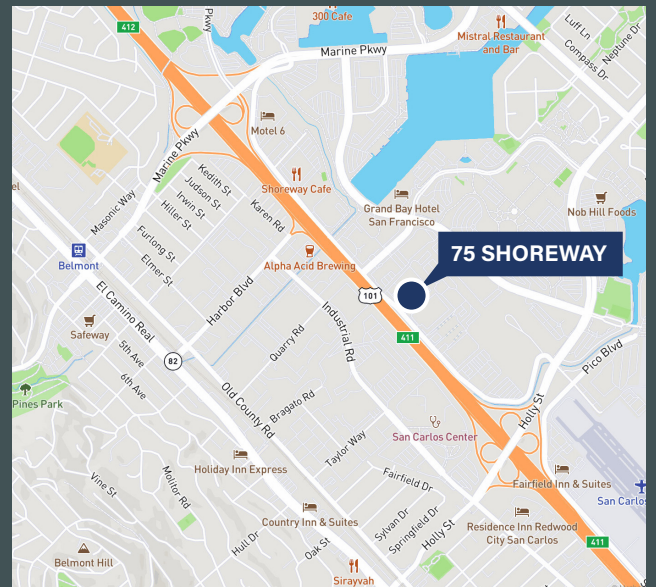 412
Pkwy
300 Cafe
Mistral Restaurant
and Bar
Luff Ln
Neptune Dr
Compass Dr
Marine Pkwy
Motel 6
Marine Pkwy
Kedith St
Judson St
Irwin St
Hiller St
Shoreway Cafe
Masonic Way
Karen Rd
Grand Bay Hotel
San Francisco
Nob Hill Foods
el
Furlong St
Elmer St
Belmont
Alpha Acid Brewing
75 SHOREWAY
Harbor Blvd
101
El Camino Real
Safeway
Industrial Rd
411
5th Ave
6th Ave
82
Quarry Rd
Pico Blvd
Pines Park
Old County Rd
Bragato Rd
Holly St
San Carlos Center
Taylor Way
Holiday Inn Express
Molitor Rd
Vine St
Fairfield Dr
Fairfield Inn & Suites
San Carlo
Country Inn & Suites
Sylvan Dr
Springfield Dr
Residence Inn Redwood
City San Carlos
Hull Dr
Oak St
Holly St
411
Belmont Hill
Sirayvah